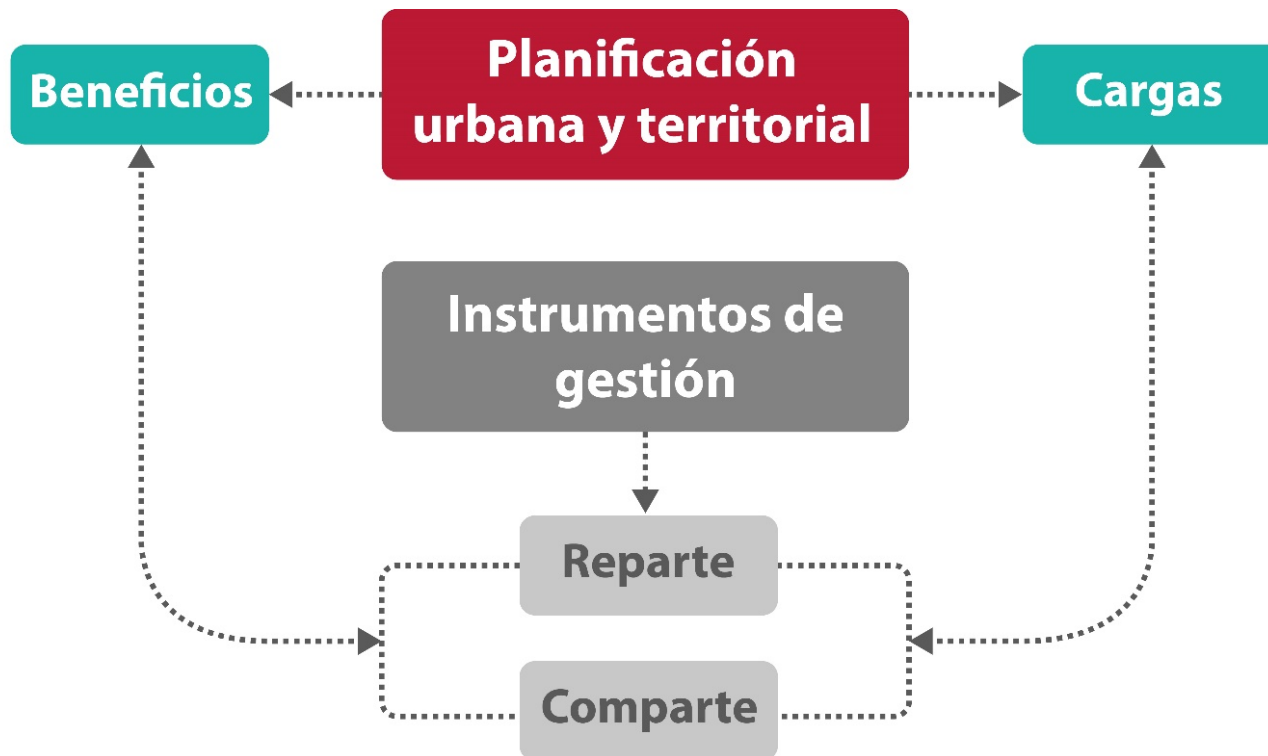 Beneficios
Planificación
urbana y territorial
Cargas
Instrumentos de
gestión
Reparte
Comparte